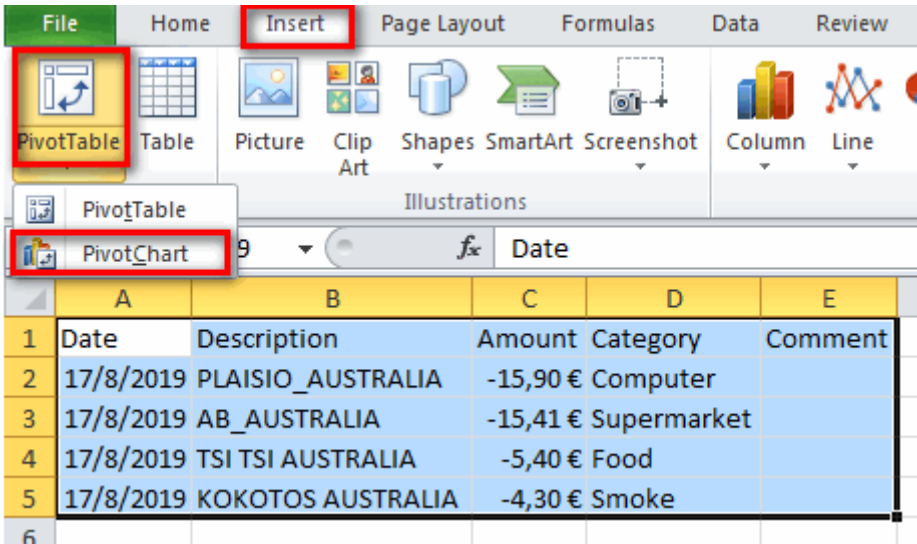 File Home Insert Page Layout Formulas Data Review
PivotTable Table Picture Clip Art Shapes SmartArt Screenshot Column Line
Illustrations
PivotTable
PivotChart
9 fx Date
A B C D E
1 Date Description Amount Category Comment
2 17/8/2019 PLAISIO_AUSTRALIA -15,90 € Computer
3 17/8/2019 AB_AUSTRALIA -15,41 € Supermarket
4 17/8/2019 TSI TSI AUSTRALIA -5,40 € Food
5 17/8/2019 KOKOTOS AUSTRALIA -4,30 € Smoke
6